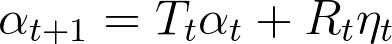 α_{t+1} = T_t α_t + R_t η_t